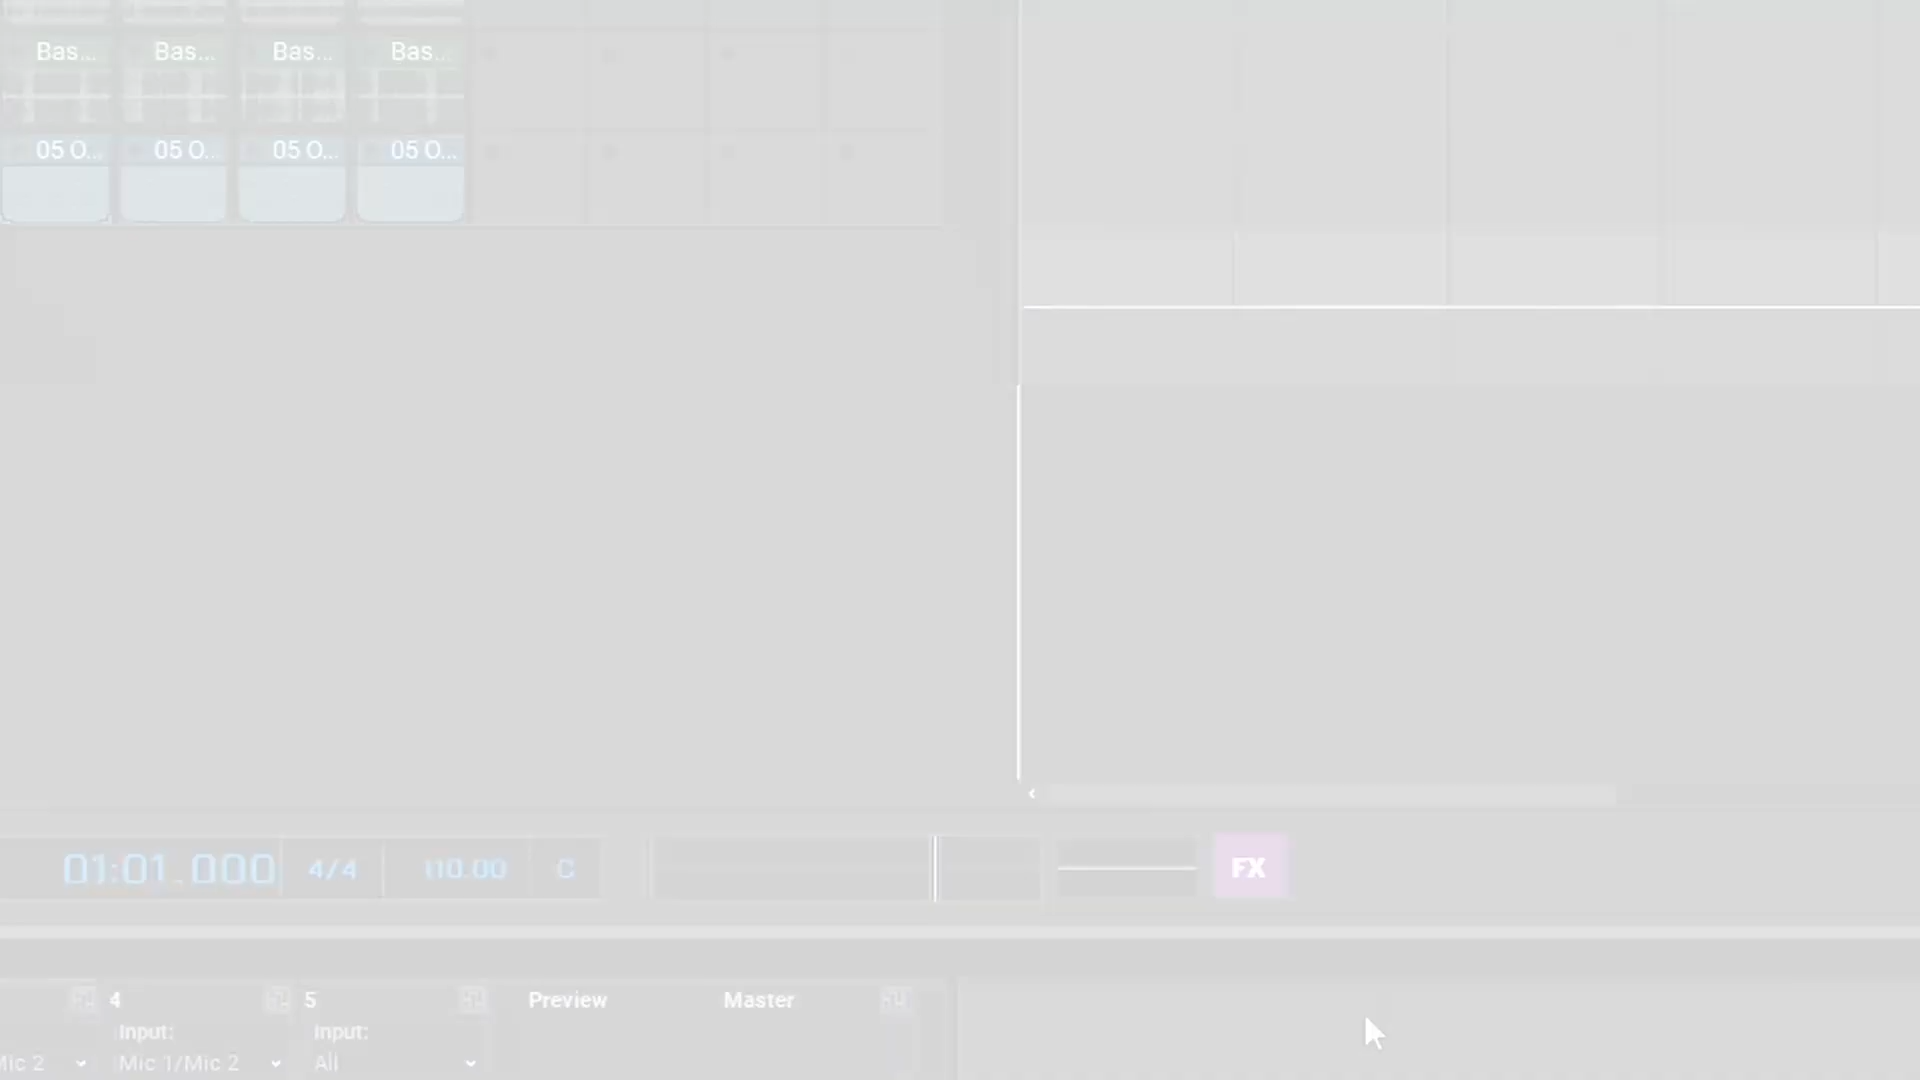 Bas... Bas... Bas... Bas...
05 O... 05 O... 05 O... 05 O...
01:01.000 4/4 110.00 C FX
4 5 Preview Master
Input: Input:
Mic 2 Mic 1/Mic 2 All